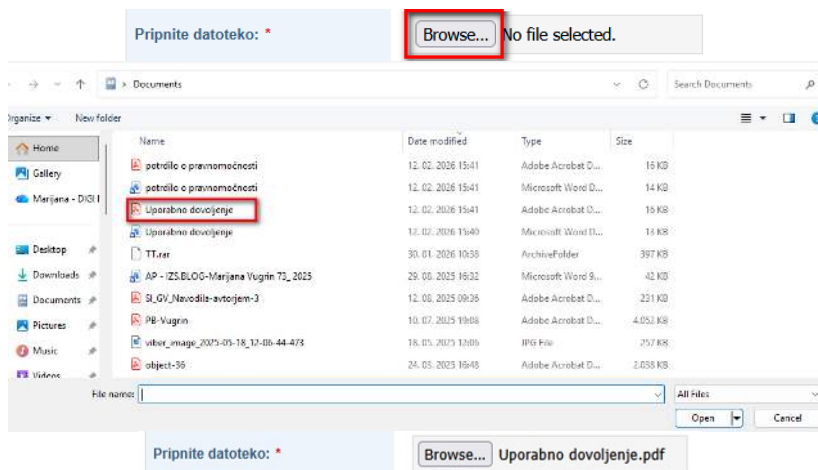 Pripnite datoteko: * Browse... No file selected.
Documents Search Documents
Organize New folder
Home Name Date modified Type Size
Gallery potrdilo o pravnomočnosti 12. 02. 2026 15:41 Adobe Acrobat D... 16 KB
Marijana - DIGI potrdilo o pravnomočnosti 12. 02. 2026 15:41 Microsoft Word D... 14 KB
Uporabno dovoljenje 12. 02. 2026 15:41 Adobe Acrobat D... 16 KB
Uporabno dovoljenje 12. 02. 2026 15:40 Microsoft Word D... 13 KB
Desktop TT.rar 30. 01. 2026 10:38 ArchiveFolder 397 KB
Downloads AP - IZS.BLOG-Marijana Vugrin 73_2025 29. 08. 2025 16:32 Microsoft Word 9... 42 KB
Documents SI_GV_Navodila-avtorjem-3 12. 08. 2025 09:36 Adobe Acrobat D... 231 KB
Pictures PB-Vugrin 10. 07. 2025 19:08 Adobe Acrobat D... 4.053 KB
Music viber_image_2025-05-18_12-06-44-473 18. 05. 2025 12:06 JPG File 257 KB
Videos object-36 24. 03. 2025 16:48 Adobe Acrobat D... 2.038 KB
File name: All Files
Open Cancel
Pripnite datoteko: * Browse... Uporabno dovoljenje.pdf